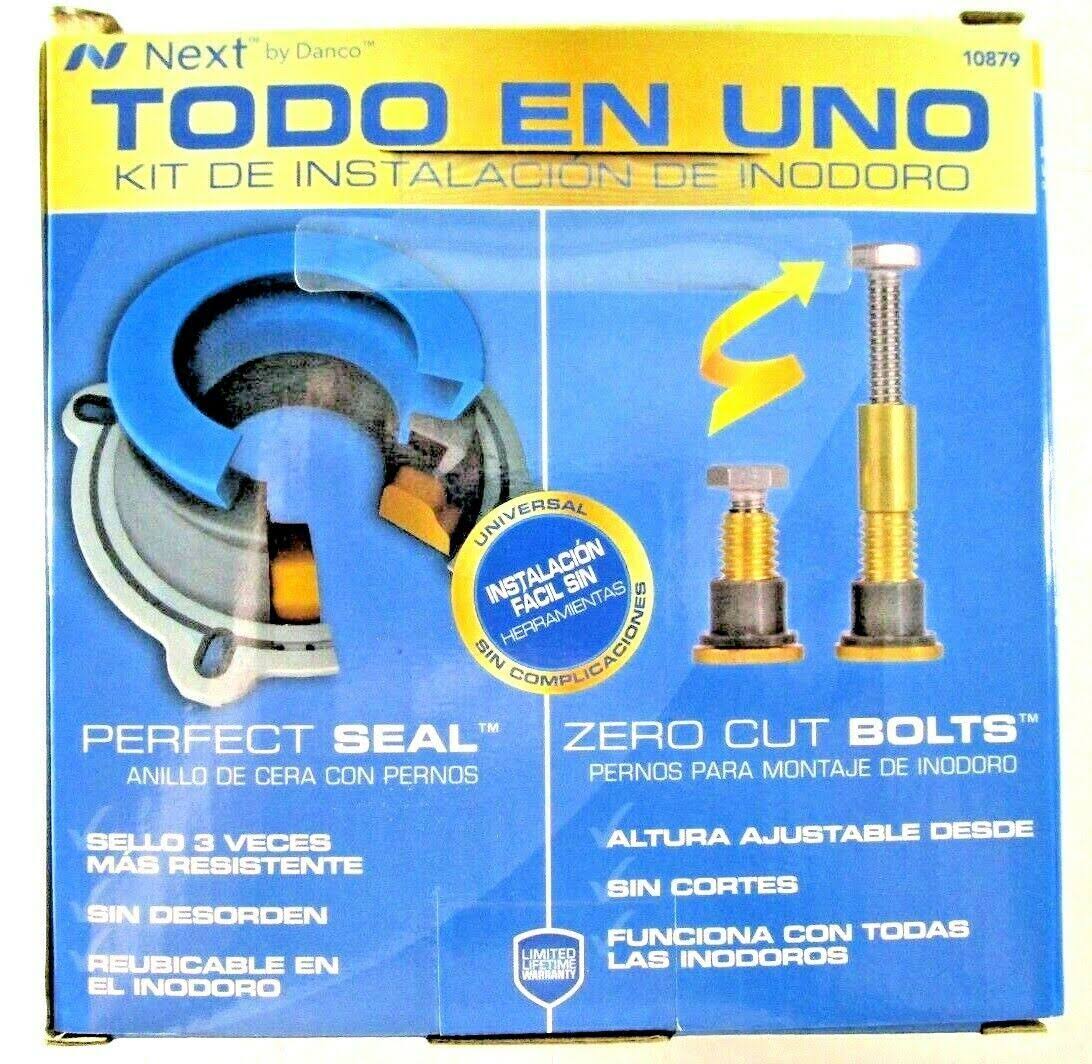 Next™ by Danco™
10879
TODO EN UNO
KIT DE INSTALACIÓN DE INODORO
UNIVERSAL
INSTALACIÓN
FÁCIL SIN
HERRAMIENTAS
SIN COMPLICACIONES
PERFECT SEAL™
ANILLO DE CERA CON PERNOS
SELLO 3 VECES
MÁS RESISTENTE
SIN DESORDEN
REUBICABLE EN
EL INODORO
ZERO CUT BOLTS™
PERNOS PARA MONTAJE DE INODORO
ALTURA AJUSTABLE DESDE
SIN CORTES
FUNCIONA CON TODAS
LAS INODOROS
LIMITED
LIFETIME
WARRANTY